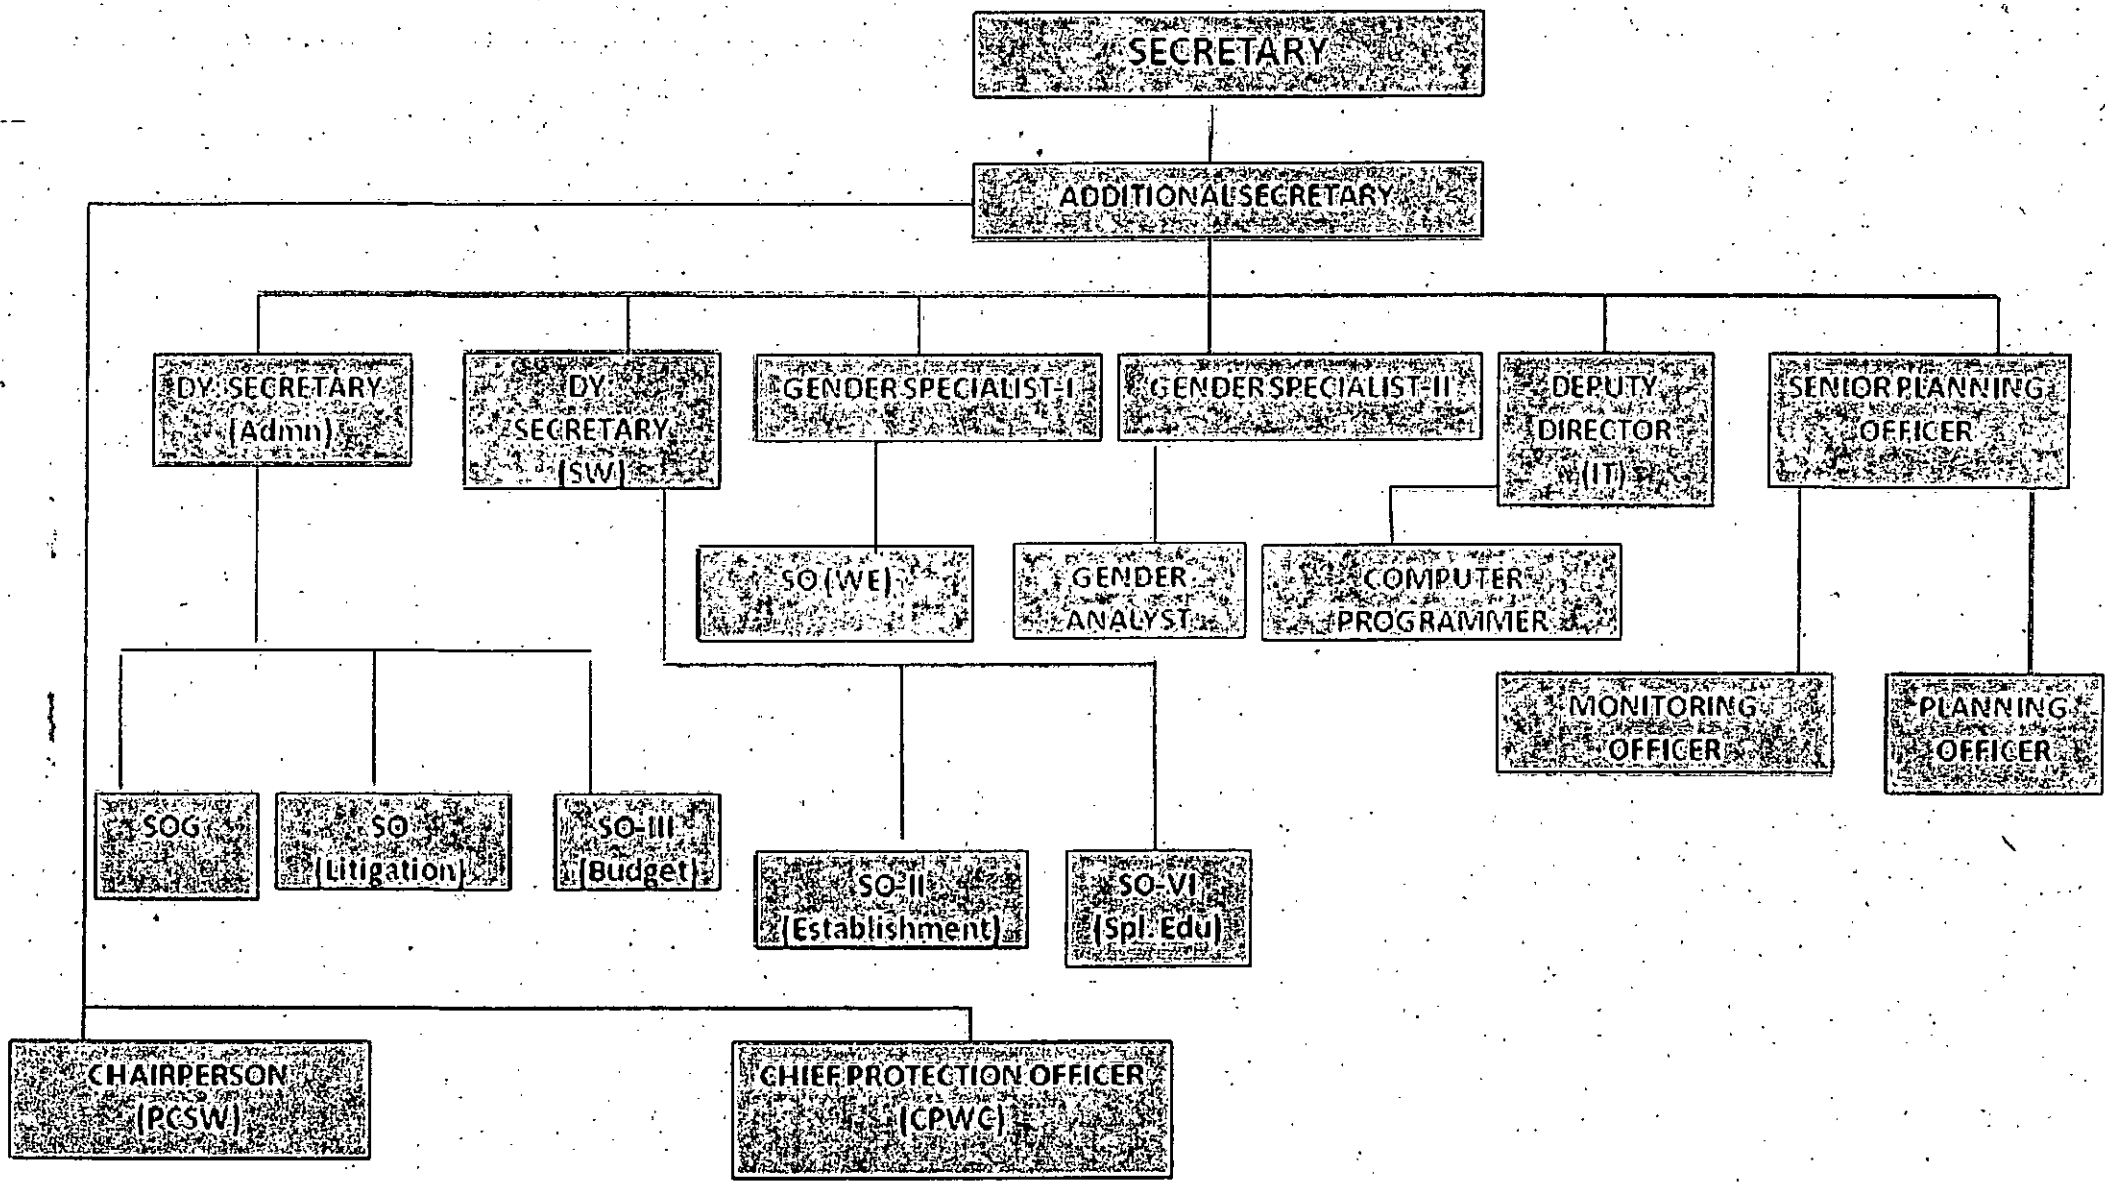 SECRETARY
ADDITIONAL SECRETARY
DY. SECRETARY
(Admn)
DY.
SECRETARY
(SW)
GENDER SPECIALIST-I
GENDER SPECIALIST-II
DEPUTY
DIRECTOR
(IT)
SENIOR PLANNING
OFFICER
SO (WE)
GENDER
ANALYST
COMPUTER
PROGRAMMER
MONITORING
OFFICER
PLANNING
OFFICER
SOG
SO
(Litigation)
SO-III
(Budget)
SO-II
(Establishment)
SO-VI
(Spl. Edu)
CHAIRPERSON
(PCSW)
CHIEF PROTECTION OFFICER
(CPWC)